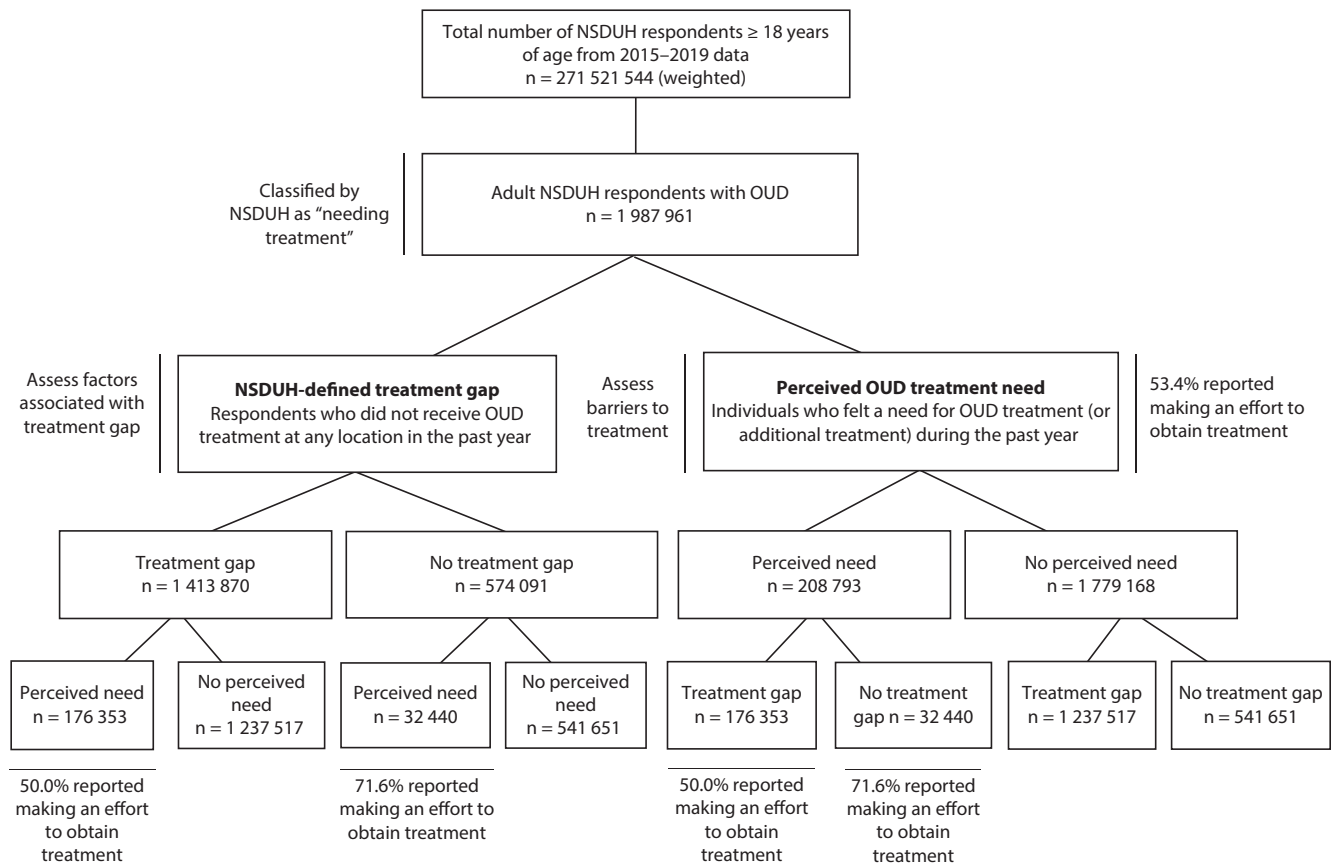 Total number of NSDUH respondents ≥ 18 years
of age from 2015–2019 data
n = 271 521 544 (weighted)
Classified by
NSDUH as “needing
treatment”
Adult NSDUH respondents with OUD
n = 1 987 961
Assess factors
associated with
treatment gap
NSDUH-defined treatment gap
Respondents who did not receive OUD
treatment at any location in the past year
Assess
barriers to
treatment
Perceived OUD treatment need
Individuals who felt a need for OUD treatment (or
additional treatment) during the past year
53.4% reported
making an effort to
obtain treatment
Treatment gap
n = 1 413 870
No treatment gap
n = 574 091
Perceived need
n = 208 793
No perceived need
n = 1 779 168
Perceived need
n = 176 353
No perceived
need
n = 1 237 517
Perceived need
n = 32 440
No perceived
need
n = 541 651
Treatment gap
n = 176 353
No treatment
gap n = 32 440
Treatment gap
n = 1 237 517
No treatment gap
n = 541 651
50.0% reported
making an effort
to obtain
treatment
71.6% reported
making an effort to
obtain treatment
50.0% reported
making an effort
to obtain
treatment
71.6% reported
making an effort
to obtain
treatment